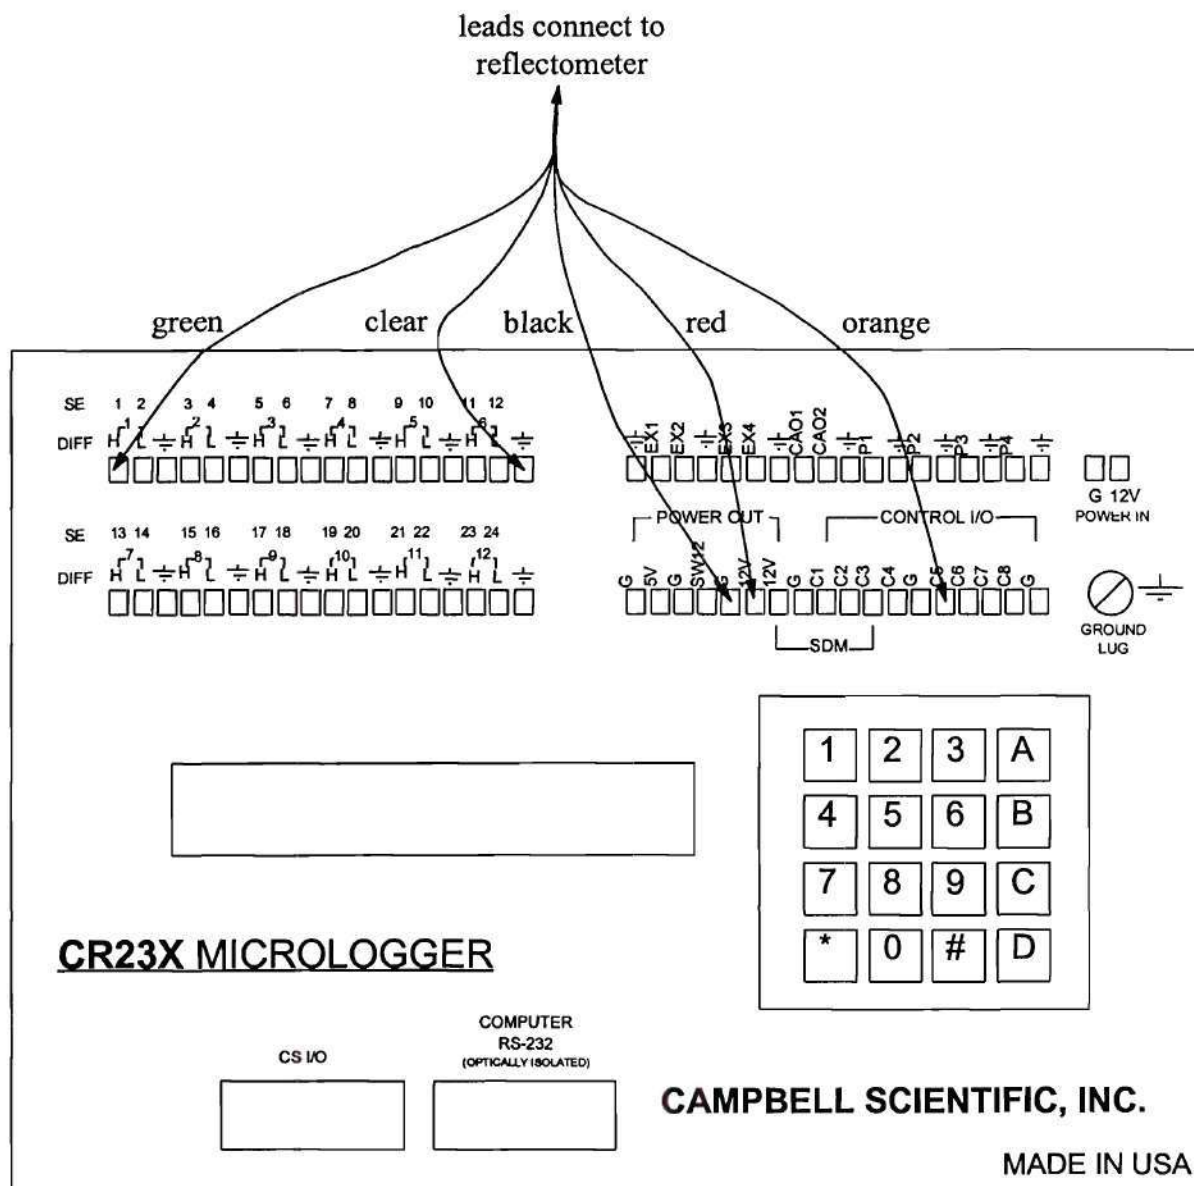 leads connect to
reflectometer
green clear black red orange
SE 1 2 3 4 5 6 7 8 9 10 11 12
1 2 3 4 5 6
DIFF H L H L H L H L H L H L
EX1 EX2 EX3 EX4 CAO1 CAO2 P1 P2 P3 P4
G 12V
POWER IN
POWER OUT CONTROL I/O
SE 13 14 15 16 17 18 19 20 21 22 23 24
7 8 9 10 11 12
DIFF H L H L H L H L H L H L
G 5V G SW12 G 12V 12V G C1 C2 C3 C4 G C5 C6 C7 C8 G
SDM
GROUND
LUG
1 2 3 A
4 5 6 B
7 8 9 C
* 0 # D
CR23X MICROLOGGER
CS I/O
COMPUTER
RS-232
(OPTICALLY ISOLATED)
CAMPBELL SCIENTIFIC, INC.
MADE IN USA